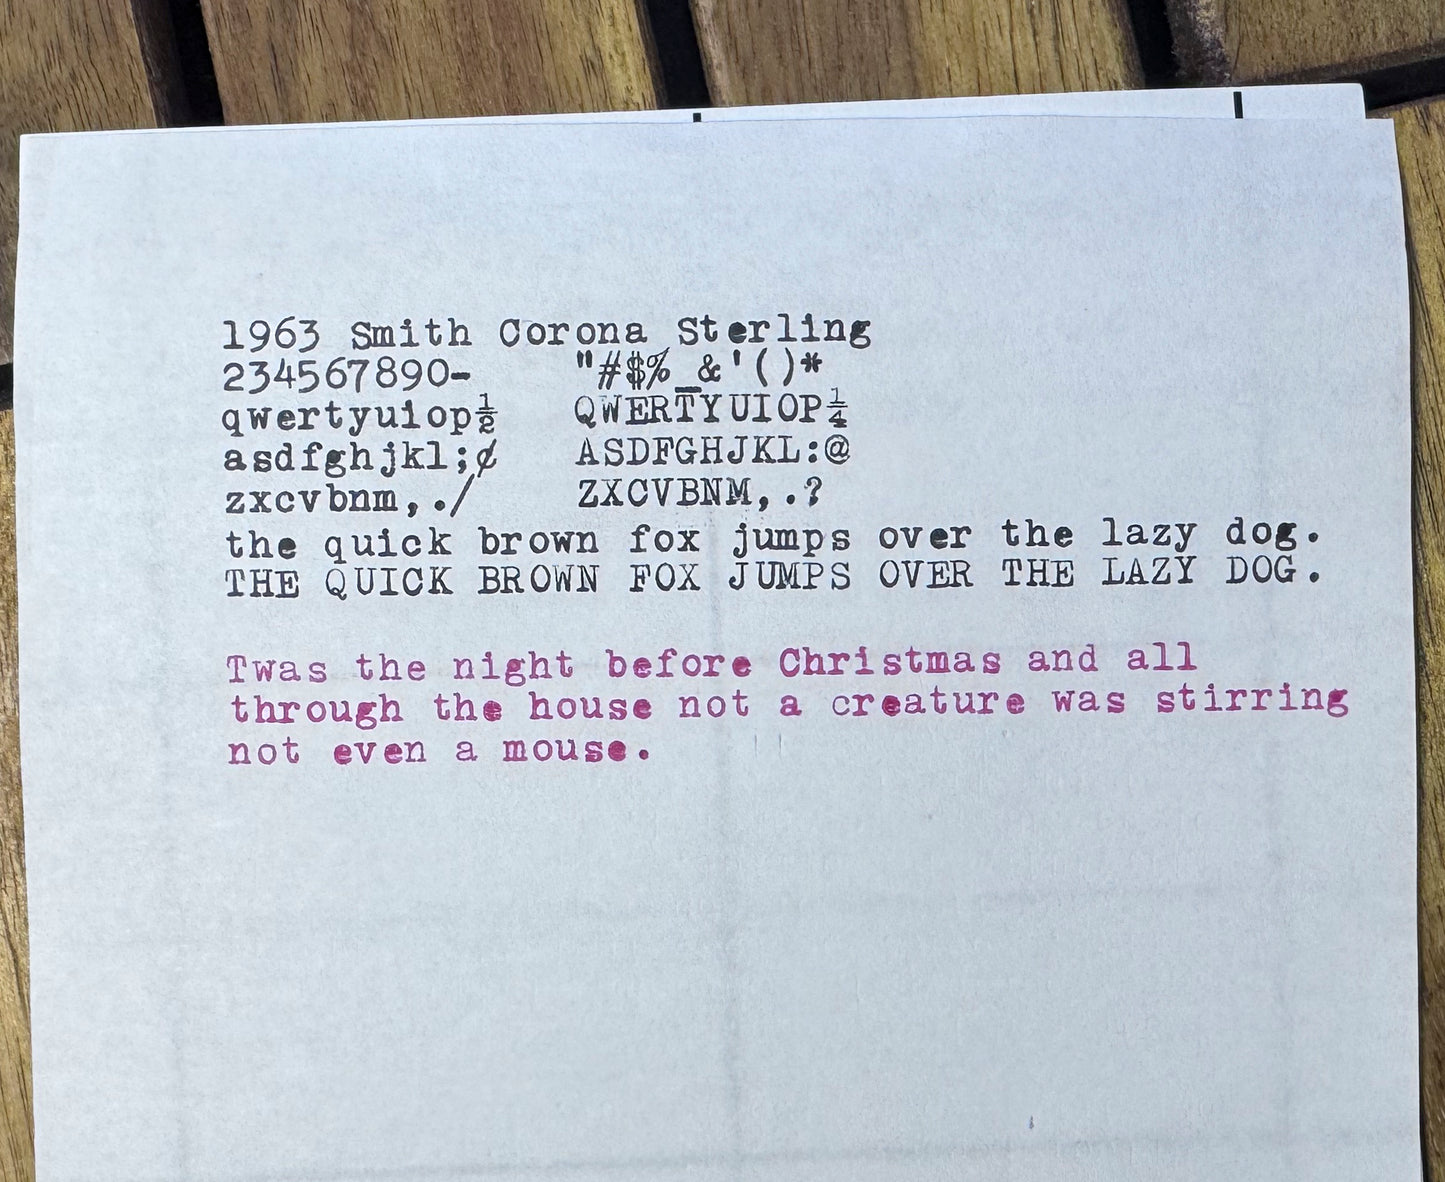 1963 Smith Corona Sterling
234567890-    "#$%_&'()*
qwertyuiop½   QWERTYUIOP¼
asdfghjkl;¢   ASDFGHJKL:@
zxcvbnm,./    ZXCVBNM,.?
the quick brown fox jumps over the lazy dog.
THE QUICK BROWN FOX JUMPS OVER THE LAZY DOG.
Twas the night before Christmas and all
through the house not a creature was stirring
not even a mouse.